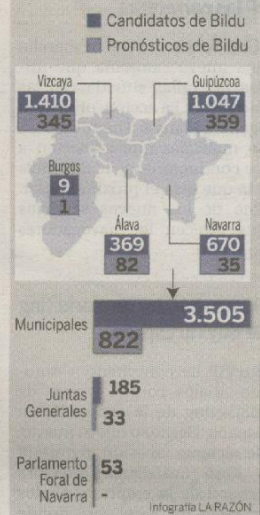 Candidatos de Bildu
Pronósticos de Bildu
Vizcaya
1.410
345
Guipúzcoa
1.047
359
Burgos
9
1
Álava
369
82
Navarra
670
35
Municipales
3.505
822
Juntas
Generales
185
33
Parlamento
Foral de
Navarra
53
-
Infografía LA RAZÓN